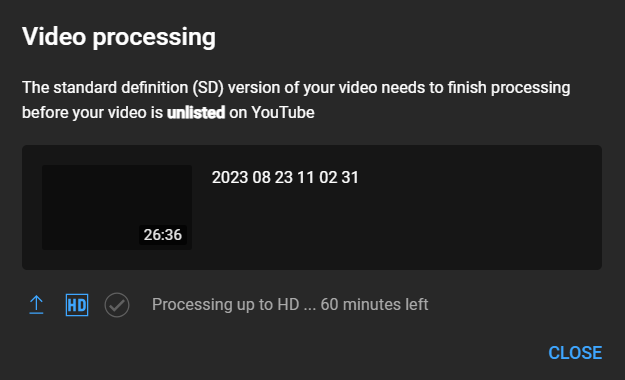 Video processing
The standard definition (SD) version of your video needs to finish processing
before your video is unlisted on YouTube
2023 08 23 11 02 31
26:36
HD
Processing up to HD ... 60 minutes left
CLOSE